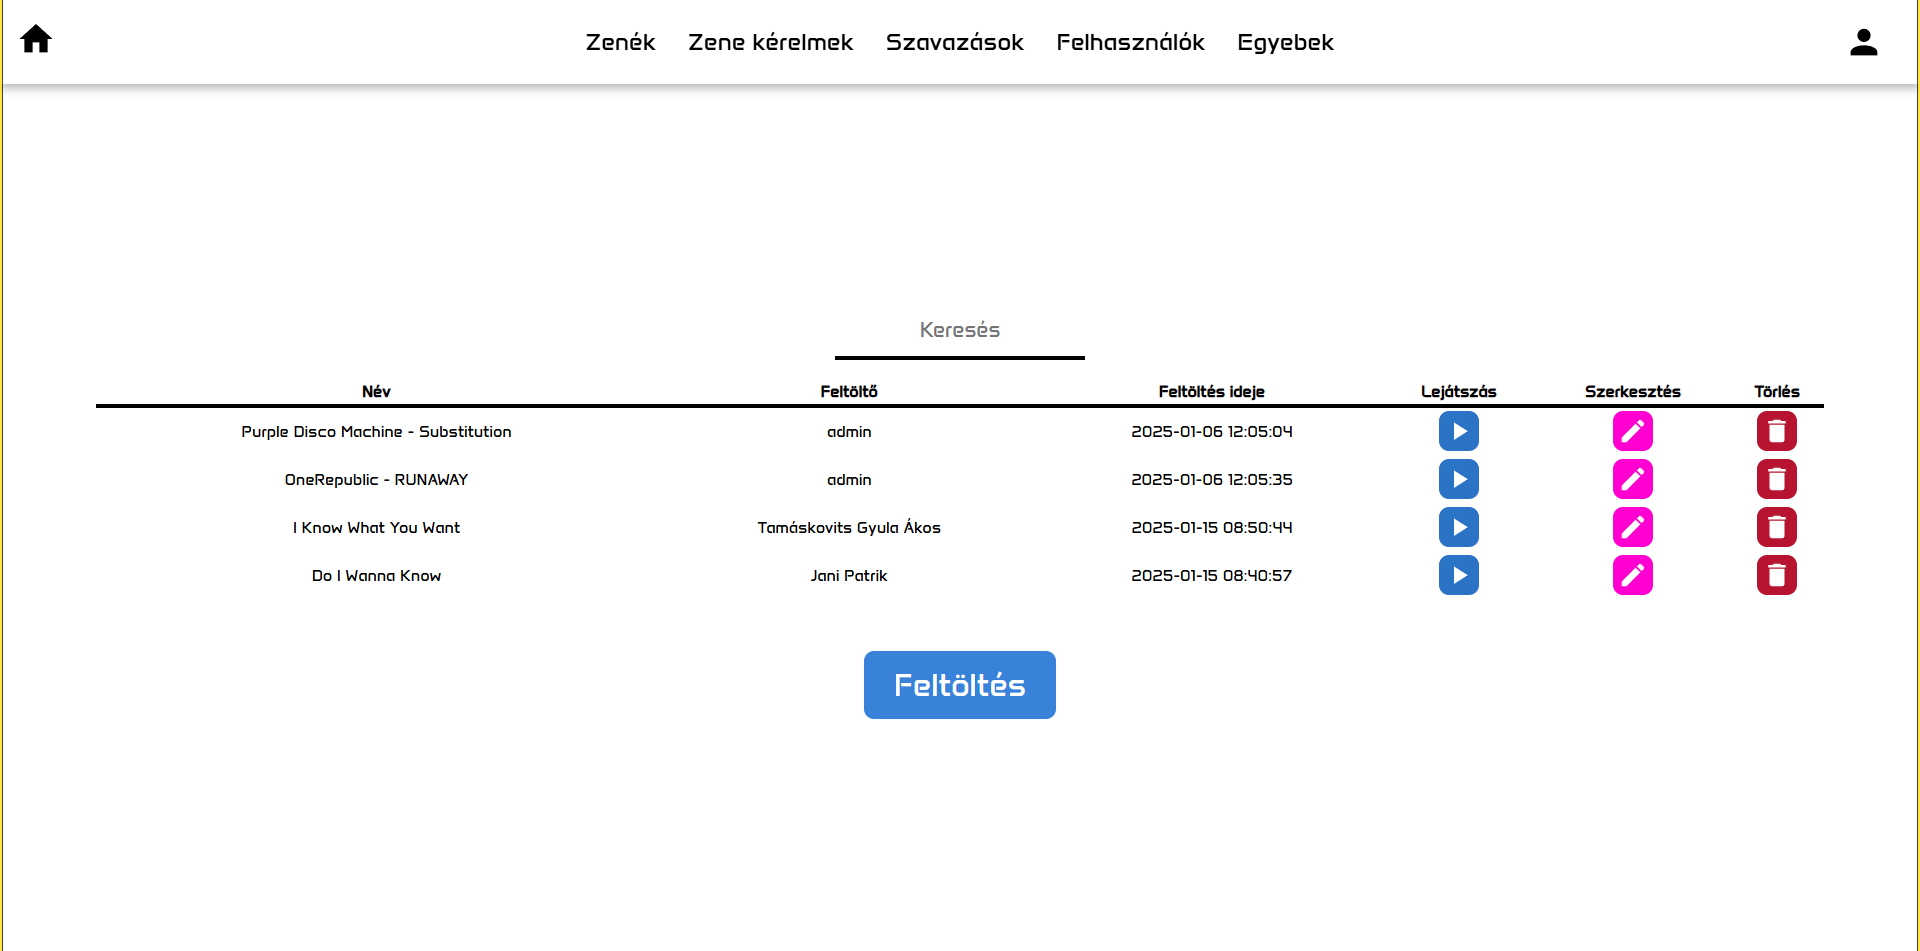 Zenék Zene kérelmek Szavazások Felhasználók Egyebek
Keresés
Név Feltöltő Feltöltés ideje Lejátszás Szerkesztés Törlés
Purple Disco Machine - Substitution admin 2025-01-06 12:05:04
OneRepublic - RUNAWAY admin 2025-01-06 12:05:35
I Know What You Want Tamáskovits Gyula Ákos 2025-01-15 08:50:44
Do I Wanna Know Jani Patrik 2025-01-15 08:40:57
Feltöltés